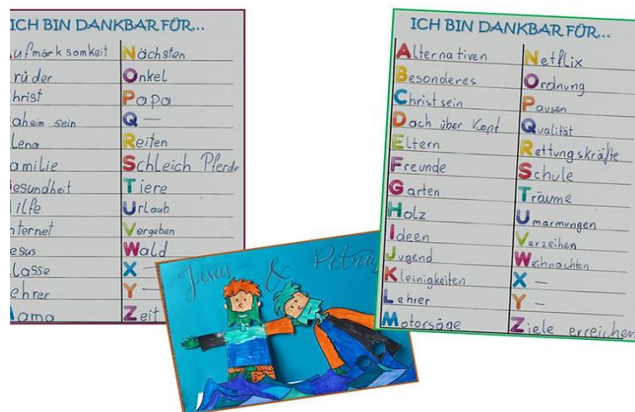 ICH BIN DANKBAR FÜR...
ufmerksamkeit Nächsten
rüder Onkel
hrist Papa
aheim sein Q –
lena Reiten
amilie Schleich Pferde
esundheit Tiere
ilfe Urlaub
nternet Vergeben
esus Wald
lasse X –
ehrer Y –
ama Zeit
ICH BIN DANKBAR FÜR...
Alternativen Netflix
Besonderes Ordnung
Christsein Pausen
Dach über Kopf Qualität
Eltern Rettungskräfte
Freunde Schule
Garten Träume
Holz Umarmungen
Ideen Verzeihen
Jugend Weihnachten
Kleinigkeiten X –
Lehrer Y –
Motorsäge Ziele erreichen
Jesus & Petrus